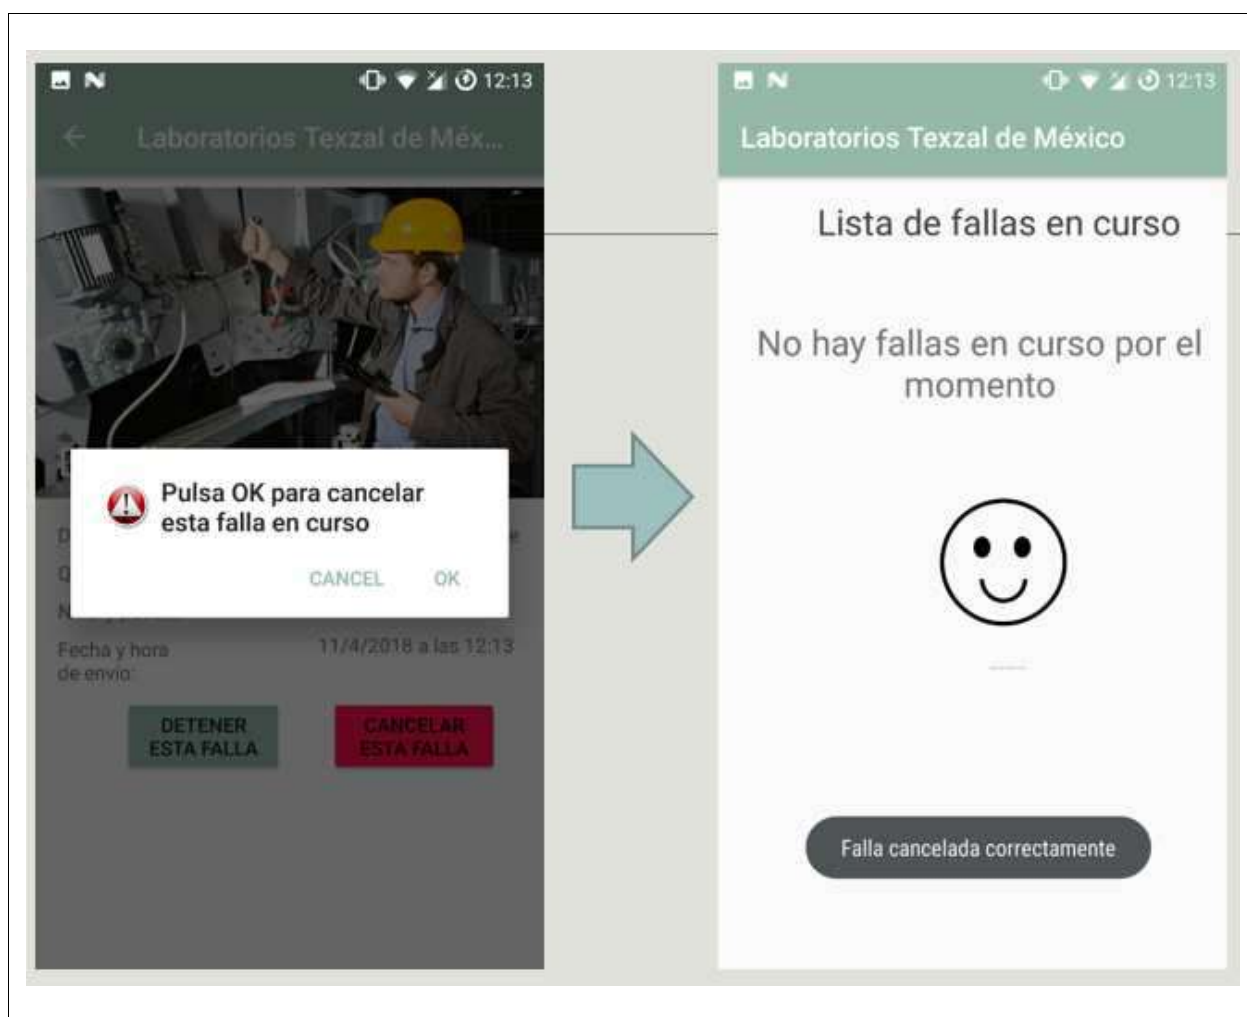 12:13
Laboratorios Texzal de Méx...
Pulsa OK para cancelar
esta falla en curso
CANCEL OK
Fecha y hora
de envío:
11/4/2018 a las 12:13
DETENER
ESTA FALLA
CANCELAR
ESTA FALLA
12:13
Laboratorios Texzal de México
Lista de fallas en curso
No hay fallas en curso por el
momento
Falla cancelada correctamente